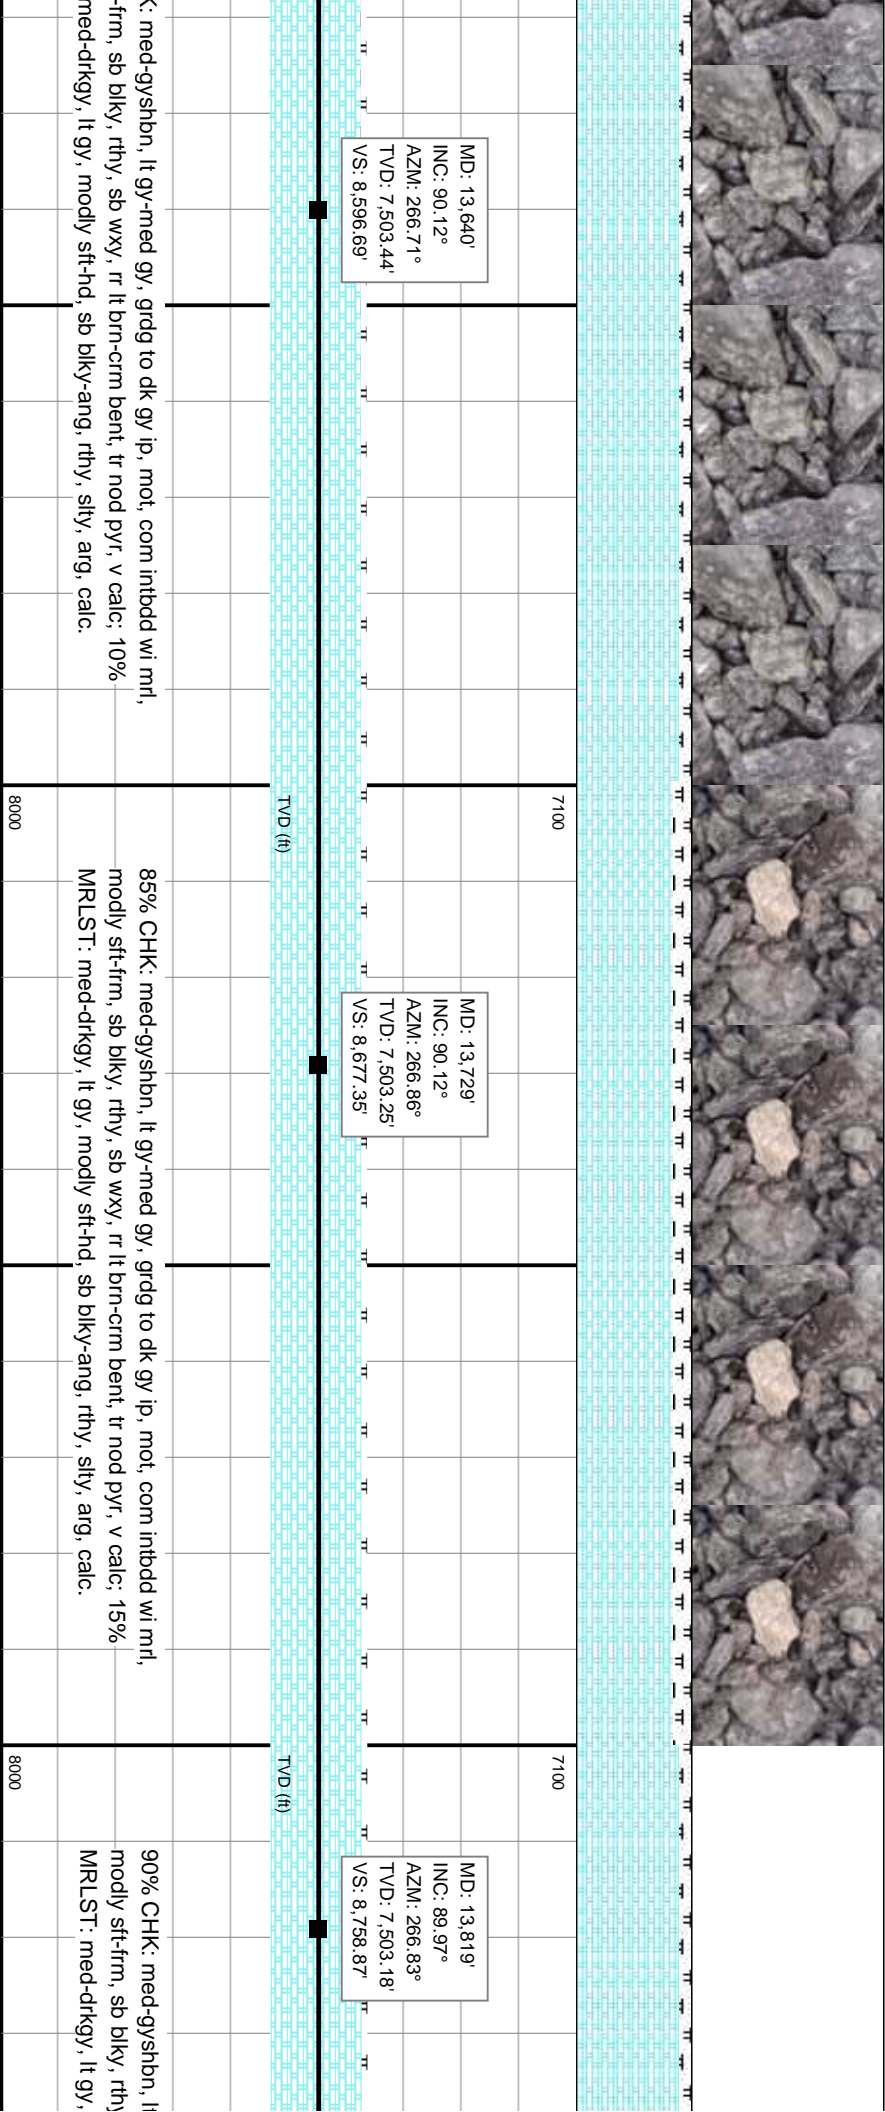 MD: 13,640'
INC: 90.12°
AZM: 266.71°
TVD: 7,503.44'
VS: 8,596.69'
K: med-gyshbn, lt gy-med gy, grdg to dk gy ip, mot, com intbdd wi mrl,
-frm, sb blky, rthy, sb wxy, rr lt brn-crm bent, tr nod pyr, v calc; 10%
med-drkgy, lt gy, modly sft-hd, sb blky-ang, rthy, slty, arg, calc.
7100
TVD (ft)
8000
MD: 13,729'
INC: 90.12°
AZM: 266.86°
TVD: 7,503.25'
VS: 8,677.35'
85% CHK: med-gyshbn, lt gy-med gy, grdg to dk gy ip, mot, com intbdd wi mrl,
modly sft-frm, sb blky, rthy, sb wxy, rr lt brn-crm bent, tr nod pyr, v calc; 15%
MRLST: med-drkgy, lt gy, modly sft-hd, sb blky-ang, rthy, slty, arg, calc.
7100
TVD (ft)
8000
MD: 13,819'
INC: 89.97°
AZM: 266.83°
TVD: 7,503.18'
VS: 8,758.87'
90% CHK: med-gyshbn, lt
modly sft-frm, sb blky, rthy
MRLST: med-drkgy, lt gy,